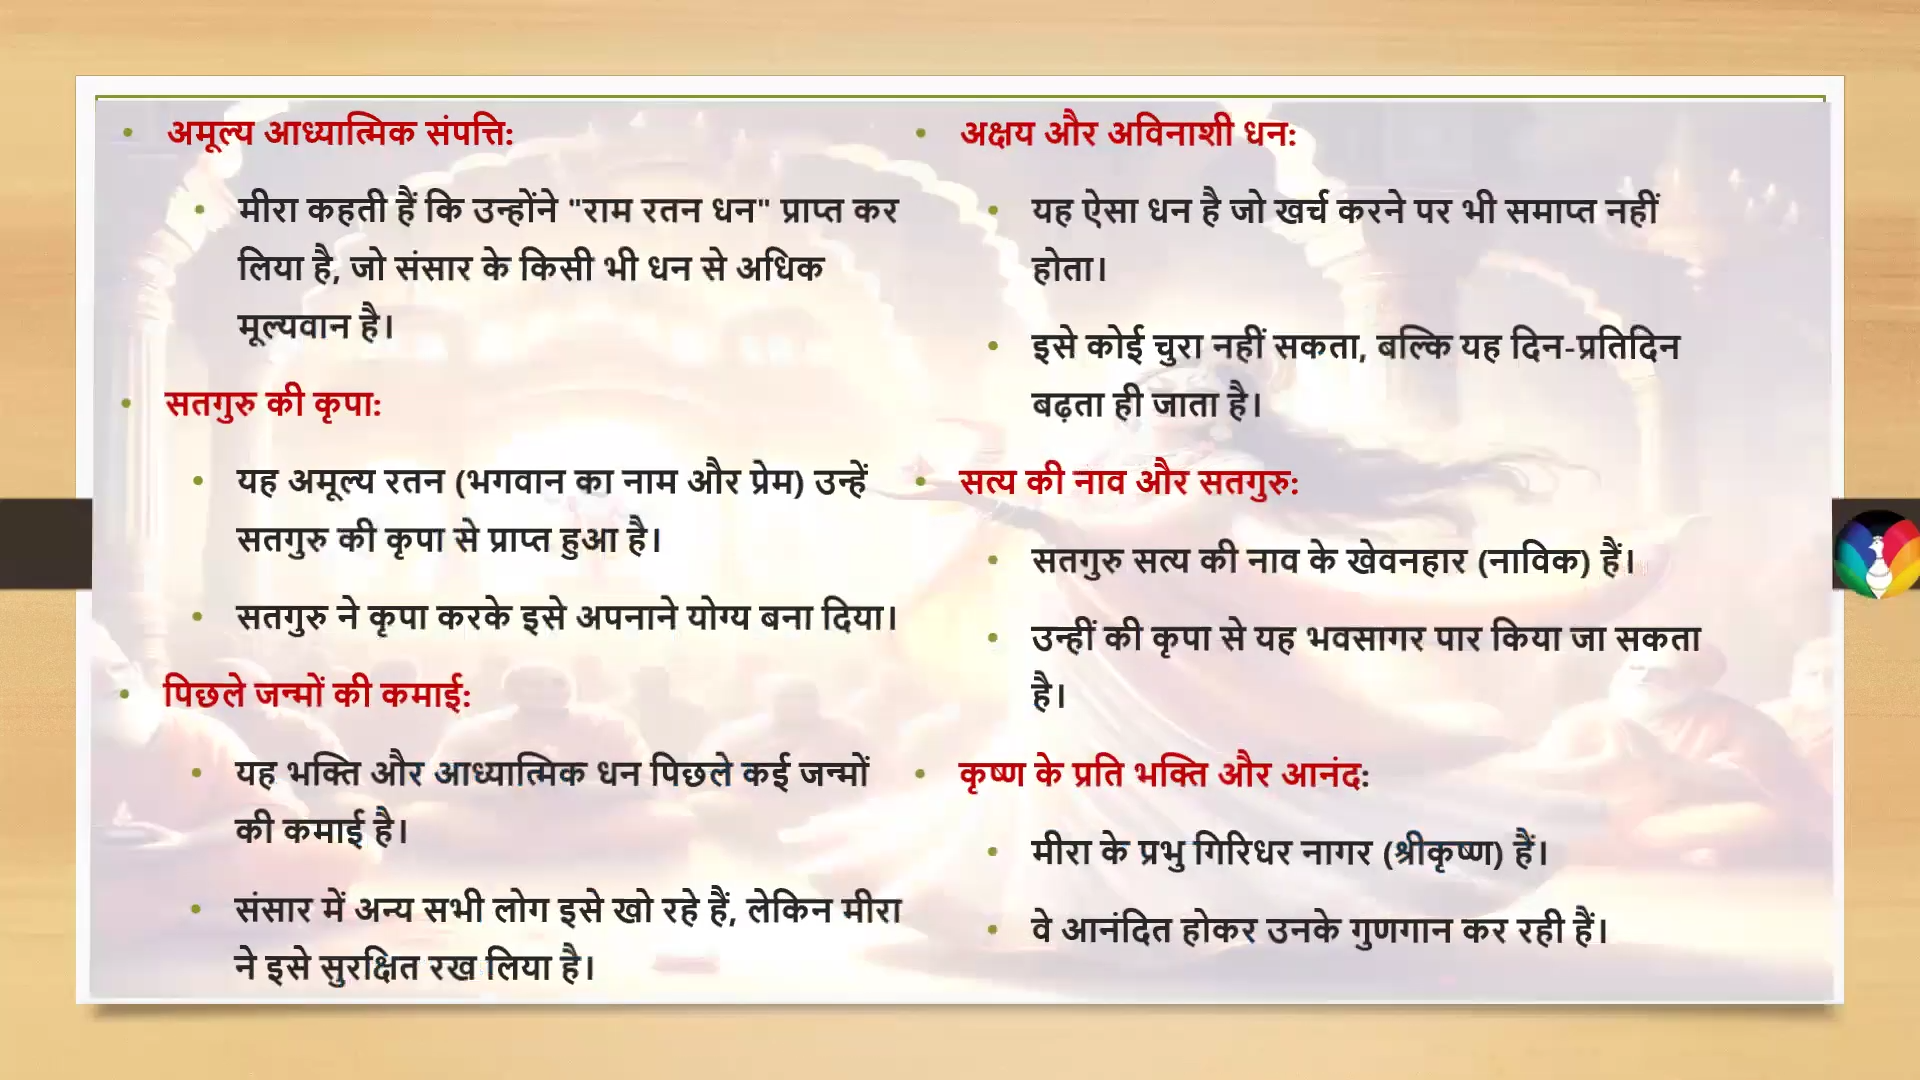 अमूल्य आध्यात्मिक संपत्ति:
मीरा कहती हैं कि उन्होंने "राम रतन धन" प्राप्त कर
लिया है, जो संसार के किसी भी धन से अधिक
मूल्यवान है।
सतगुरु की कृपा:
यह अमूल्य रतन (भगवान का नाम और प्रेम) उन्हें
सतगुरु की कृपा से प्राप्त हुआ है।
सतगुरु ने कृपा करके इसे अपनाने योग्य बना दिया।
पिछले जन्मों की कमाई:
यह भक्ति और आध्यात्मिक धन पिछले कई जन्मों
की कमाई है।
संसार में अन्य सभी लोग इसे खो रहे हैं, लेकिन मीरा
ने इसे सुरक्षित रख लिया है।
अक्षय और अविनाशी धन:
यह ऐसा धन है जो खर्च करने पर भी समाप्त नहीं
होता।
इसे कोई चुरा नहीं सकता, बल्कि यह दिन-प्रतिदिन
बढ़ता ही जाता है।
सत्य की नाव और सतगुरु:
सतगुरु सत्य की नाव के खेवनहार (नाविक) हैं।
उन्हीं की कृपा से यह भवसागर पार किया जा सकता
है।
कृष्ण के प्रति भक्ति और आनंद:
मीरा के प्रभु गिरिधर नागर (श्रीकृष्ण) हैं।
वे आनंदित होकर उनके गुणगान कर रही हैं।